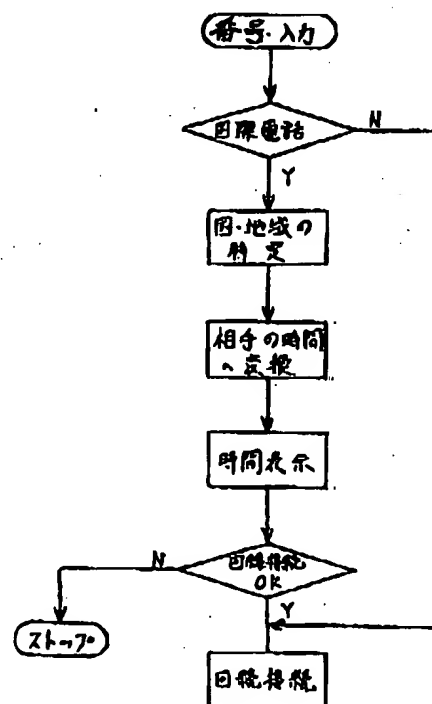 番号・入力
国際電話
N
Y
国・地域の
特定
相手の時間
へ変換
時間表示
回線接続
OK
N
Y
ストップ
回線接続